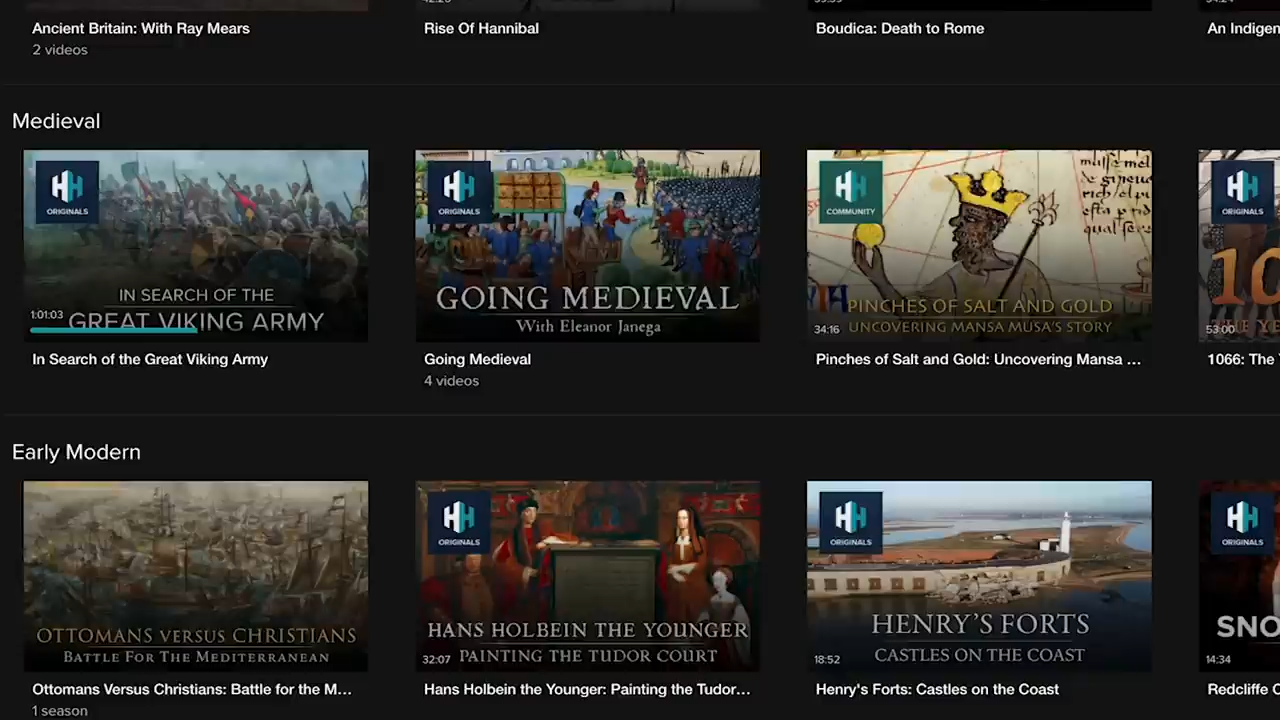 Ancient Britain: With Ray Mears
Rise Of Hannibal
Boudica: Death to Rome
An Indigen
2 videos
Medieval
ORIGINALS
IN SEARCH OF THE
GREAT VIKING ARMY
1:01:03
ORIGINALS
GOING MEDIEVAL
With Eleanor Janega
COMMUNITY
PINCHES OF SALT AND GOLD
UNCOVERING MANSA MUSA'S STORY
34:16
ORIGINALS
10
53:00
In Search of the Great Viking Army
Going Medieval
Pinches of Salt and Gold: Uncovering Mansa ...
1066: The
4 videos
Early Modern
OTTOMANS VERSUS CHRISTIANS
BATTLE FOR THE MEDITERRANEAN
ORIGINALS
HANS HOLBEIN THE YOUNGER
PAINTING THE TUDOR COURT
32:07
ORIGINALS
HENRY'S FORTS
CASTLES ON THE COAST
18:52
ORIGINALS
SNO
14:34
Ottomans Versus Christians: Battle for the M...
Hans Holbein the Younger: Painting the Tudor...
Henry's Forts: Castles on the Coast
Redcliffe C
1 season